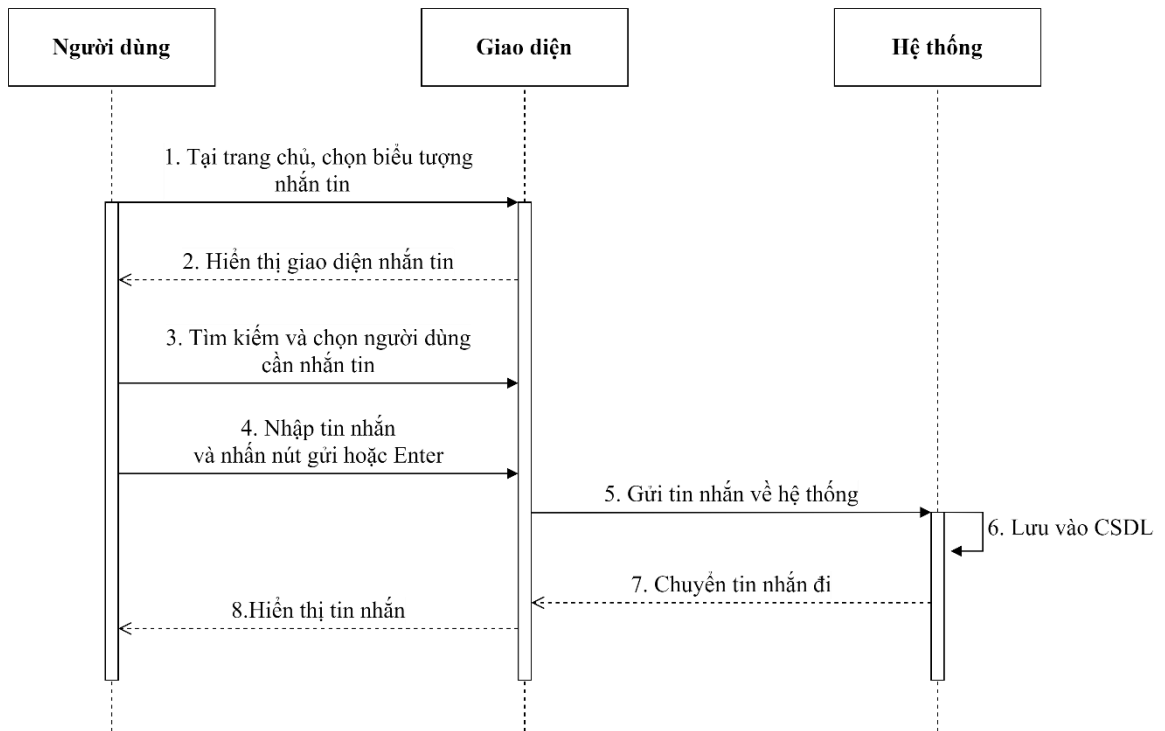 Người dùng
Giao diện
Hệ thống
1. Tại trang chủ, chọn biểu tượng
nhắn tin
2. Hiển thị giao diện nhắn tin
3. Tìm kiếm và chọn người dùng
cần nhắn tin
4. Nhập tin nhắn
và nhấn nút gửi hoặc Enter
5. Gửi tin nhắn về hệ thống
6. Lưu vào CSDL
7. Chuyển tin nhắn đi
8.Hiển thị tin nhắn